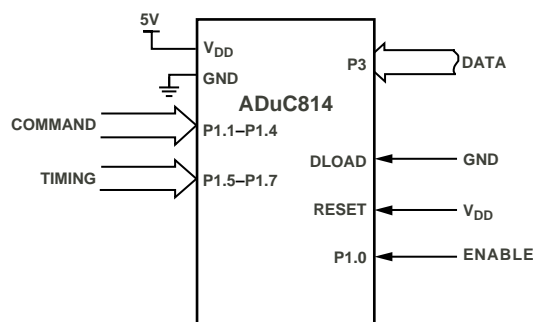 5V
VDD
GND
ADuC814
P3
DATA
COMMAND
P1.1–P1.4
TIMING
P1.5–P1.7
DLOAD
GND
RESET
VDD
P1.0
ENABLE